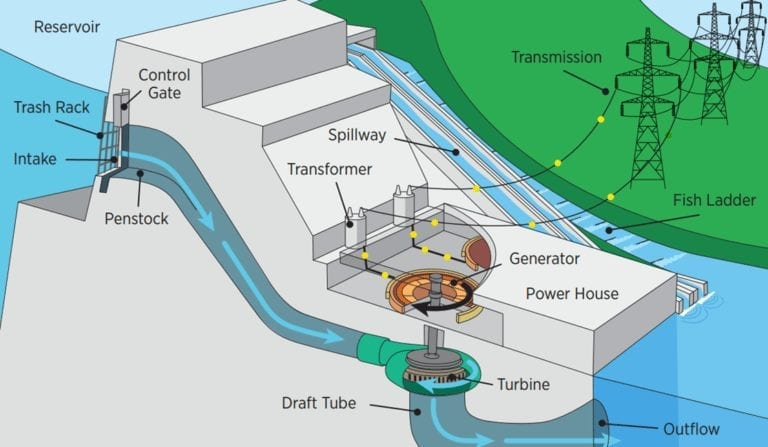 Reservoir
Control
Gate
Trash Rack
Intake
Penstock
Transmission
Spillway
Transformer
Fish Ladder
Generator
Power House
Turbine
Draft Tube
Outflow